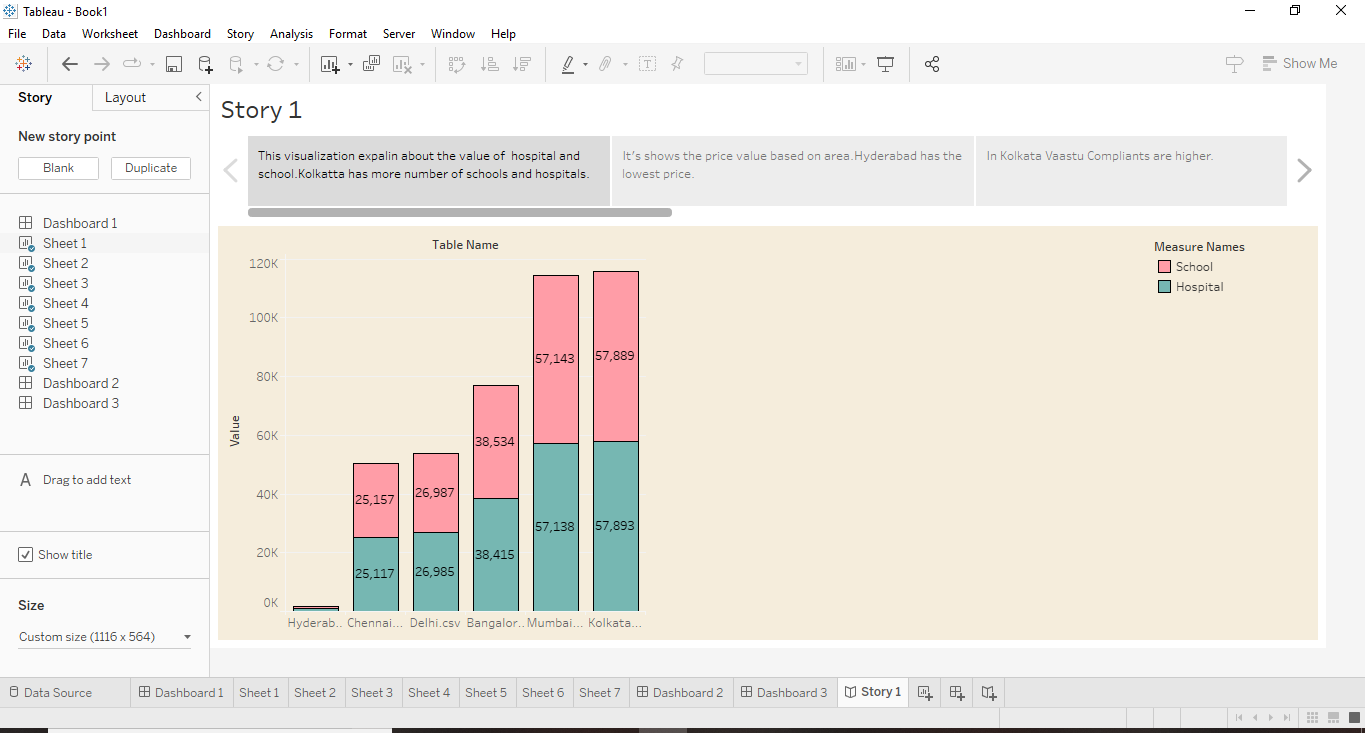 Tableau - Book1
File Data Worksheet Dashboard Story Analysis Format Server Window Help
Show Me
Story Layout
New story point
Blank Duplicate
Dashboard 1
Sheet 1
Sheet 2
Sheet 3
Sheet 4
Sheet 5
Sheet 6
Sheet 7
Dashboard 2
Dashboard 3
A Drag to add text
Show title
Size
Custom size (1116 x 564)
Story 1
This visualization expalin about the value of hospital and
school.Kolkatta has more number of schools and hospitals.
It's shows the price value based on area.Hyderabad has the
lowest price.
In Kolkata Vaastu Compliants are higher.
Table Name
Value
120K
100K
80K
60K
40K
20K
0K
57,143 57,889
38,534
25,157 26,987
57,138 57,893
38,415
25,117 26,985
Hyderab.. Chennai... Delhi.csv Bangalor.. Mumbai... Kolkata...
Measure Names
School
Hospital
Data Source Dashboard 1 Sheet 1 Sheet 2 Sheet 3 Sheet 4 Sheet 5 Sheet 6 Sheet 7 Dashboard 2 Dashboard 3 Story 1